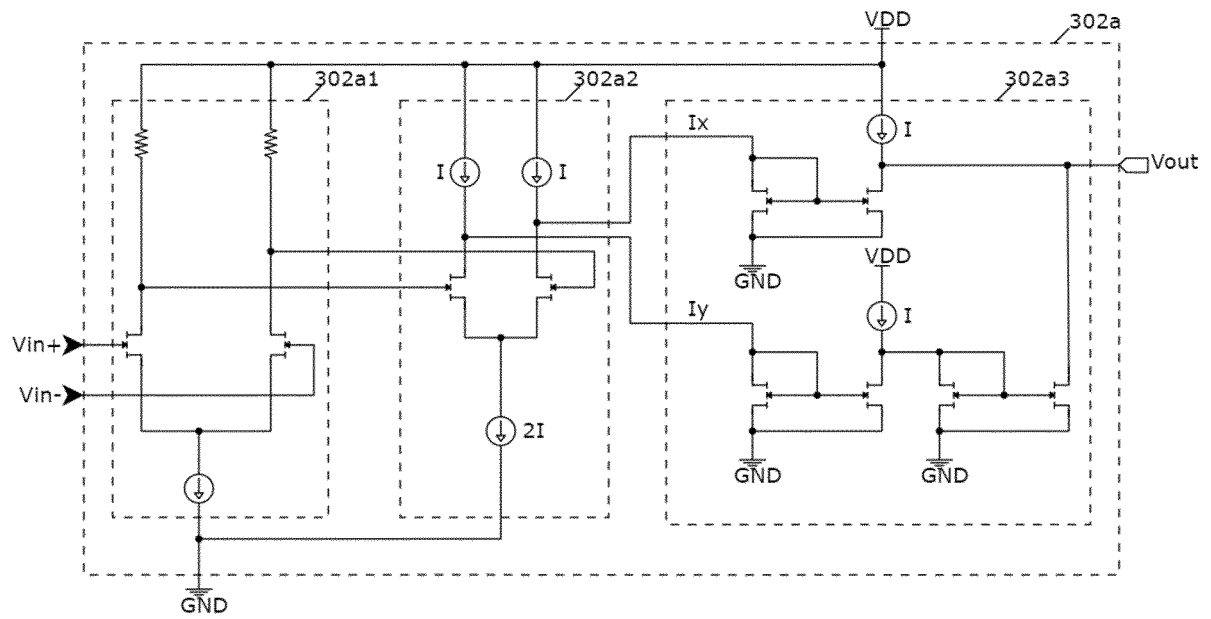 VDD
302a
302a1
302a2
302a3
Ix
I
I
I
Vout
GND
VDD
Iy
I
Vin+
Vin-
2I
GND
GND
GND